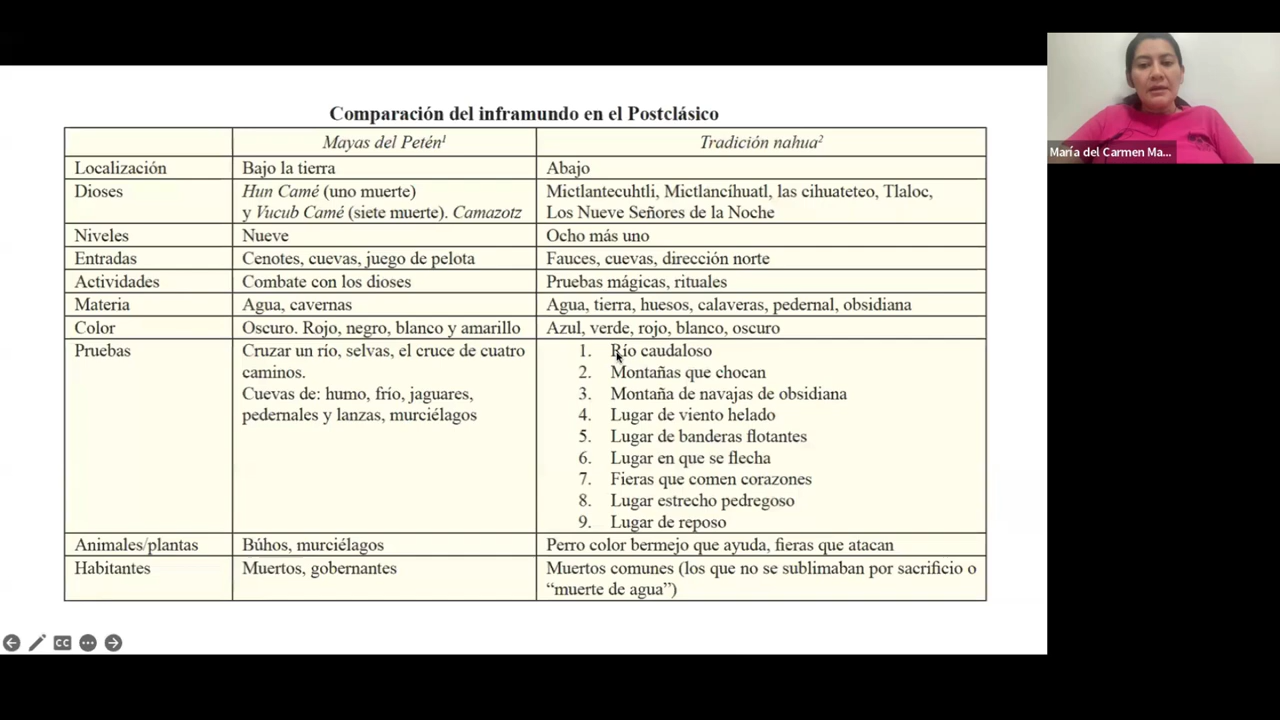 Comparación del inframundo en el Postclásico
Mayas del Petén¹ Tradición nahua²
Localización Bajo la tierra Abajo
Dioses Hun Camé (uno muerte) Mictlantecuhtli, Mictlancíhuatl, las cihuateteo, Tlaloc,
y Vucub Camé (siete muerte). Camazotz Los Nueve Señores de la Noche
Niveles Nueve Ocho más uno
Entradas Cenotes, cuevas, juego de pelota Fauces, cuevas, dirección norte
Actividades Combate con los dioses Pruebas mágicas, rituales
Materia Agua, cavernas Agua, tierra, huesos, calaveras, pedernal, obsidiana
Color Oscuro. Rojo, negro, blanco y amarillo Azul, verde, rojo, blanco, oscuro
Pruebas Cruzar un río, selvas, el cruce de cuatro 1. Río caudaloso
caminos. 2. Montañas que chocan
Cuevas de: humo, frío, jaguares, 3. Montaña de navajas de obsidiana
pedernales y lanzas, murciélagos 4. Lugar de viento helado
5. Lugar de banderas flotantes
6. Lugar en que se flecha
7. Fieras que comen corazones
8. Lugar estrecho pedregoso
9. Lugar de reposo
Animales/plantas Búhos, murciélagos Perro color bermejo que ayuda, fieras que atacan
Habitantes Muertos, gobernantes Muertos comunes (los que no se sublimaban por sacrificio o
“muerte de agua”)
María del Carmen Ma...
CC